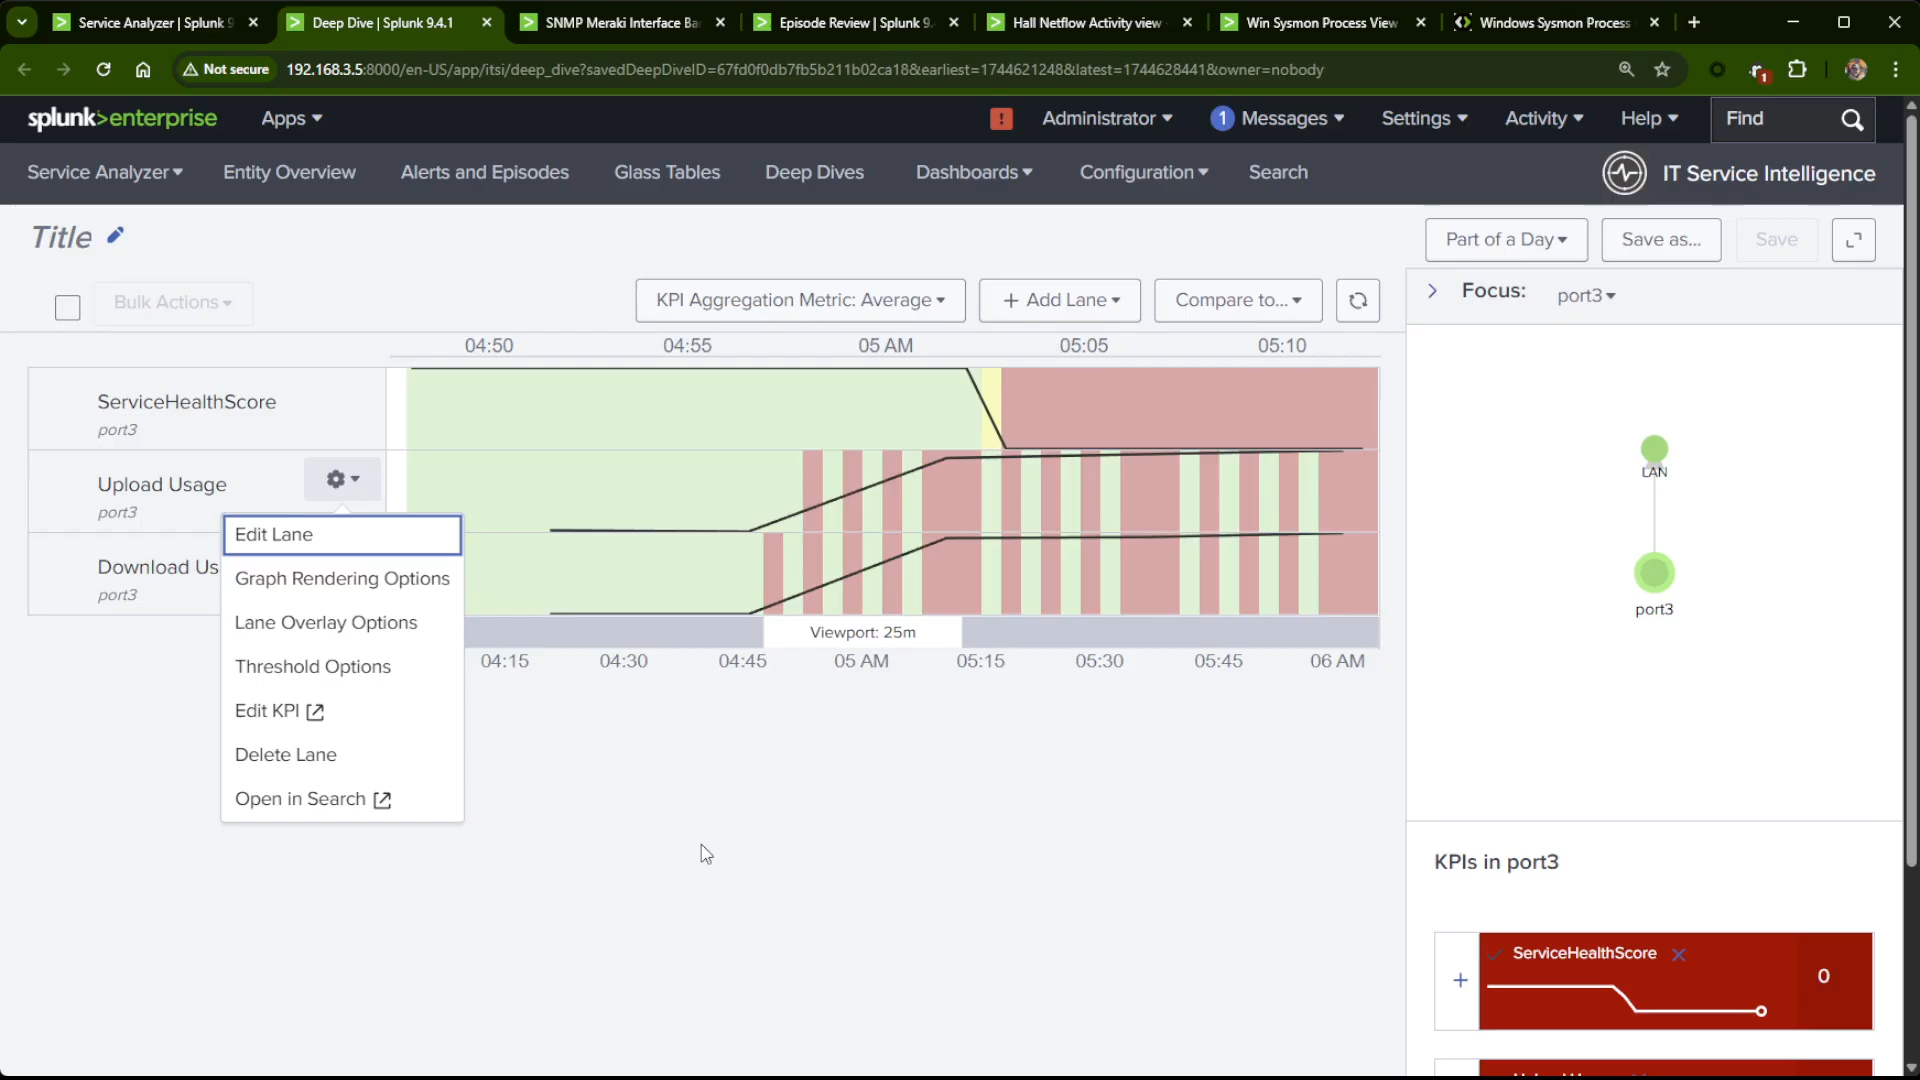 Service Analyzer | Splunk 9
Deep Dive | Splunk 9.4.1
SNMP Meraki Interface Ba
Episode Review | Splunk 9.
Hall Netflow Activity view
Win Sysmon Process View
Windows Sysmon Process
Not secure
192.168.3.5:8000/en-US/app/itsi/deep_dive?savedDeepDiveID=67fd0f0db7fb5b211b02ca18&earliest=1744621248&latest=1744628441&owner=nobody
1
splunk>enterprise
Apps
!
Administrator
1 Messages
Settings
Activity
Help
Find
Service Analyzer
Entity Overview
Alerts and Episodes
Glass Tables
Deep Dives
Dashboards
Configuration
Search
IT Service Intelligence
Title
Part of a Day
Save as...
Save
Bulk Actions
KPI Aggregation Metric: Average
+ Add Lane
Compare to...
Focus:
port3
04:50
04:55
05 AM
05:05
05:10
ServiceHealthScore
port3
Upload Usage
port3
Download Us
port3
Edit Lane
Graph Rendering Options
Lane Overlay Options
Threshold Options
Edit KPI
Delete Lane
Open in Search
Viewport: 25m
04:15
04:30
04:45
05 AM
05:15
05:30
05:45
06 AM
LAN
port3
KPIs in port3
+
ServiceHealthScore
0